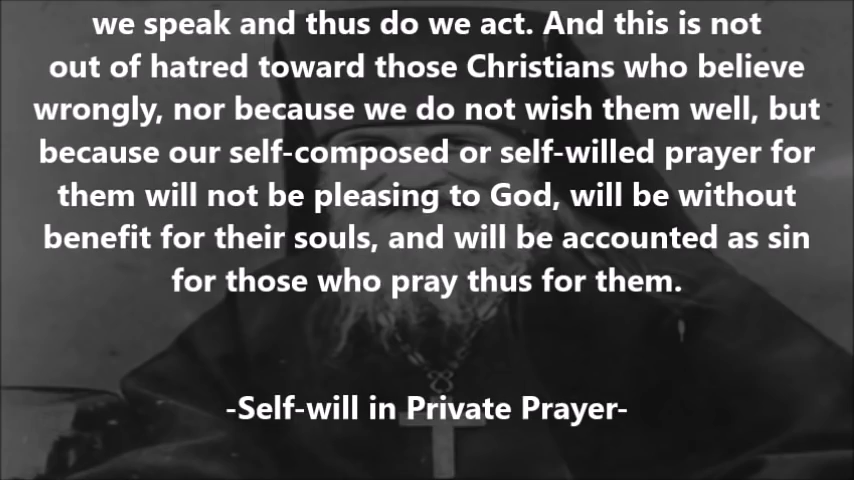 we speak and thus do we act. And this is not
out of hatred toward those Christians who believe
wrongly, nor because we do not wish them well, but
because our self-composed or self-willed prayer for
them will not be pleasing to God, will be without
benefit for their souls, and will be accounted as sin
for those who pray thus for them.
-Self-will in Private Prayer-